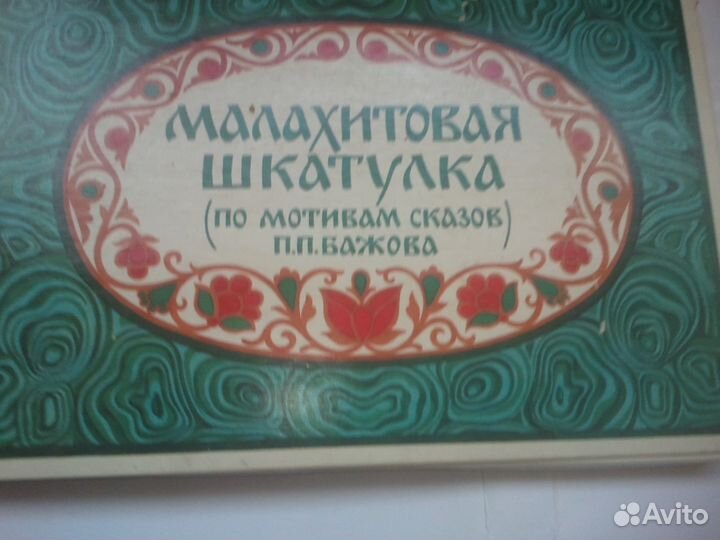 МАЛАХИТОВАЯ
ШКАТУЛКА
(ПО МОТИВАМ СКАЗОВ)
П.П.БАЖОВА
Avito